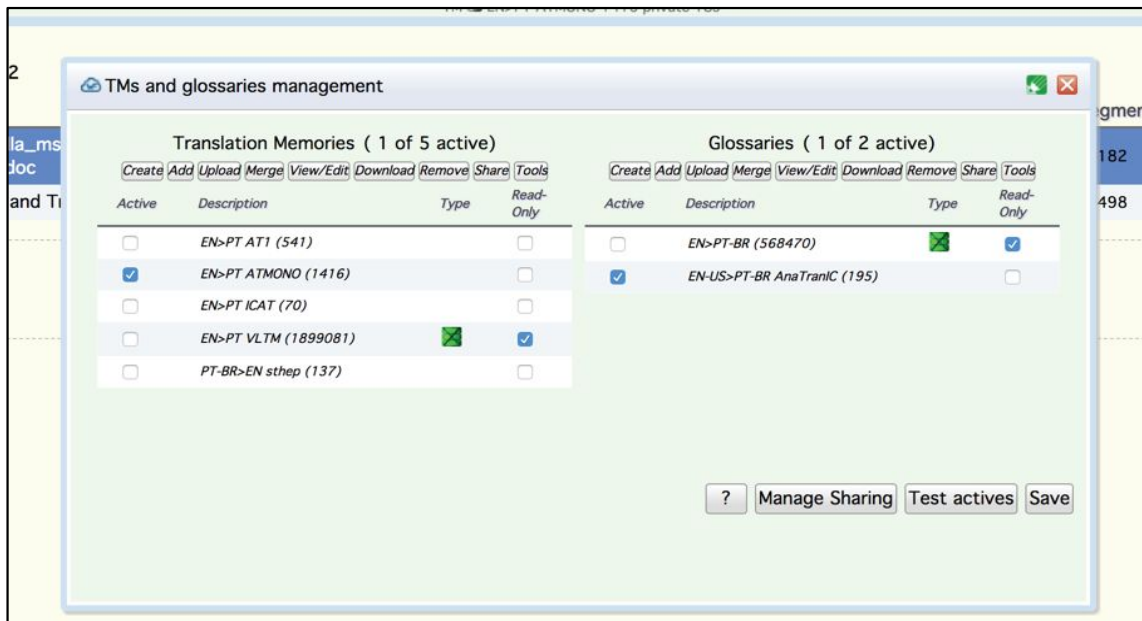 2
TMs and glossaries management
gmer
la_ms
doc
182
and Tr
498
Translation Memories ( 1 of 5 active)
Create Add Upload Merge View/Edit Download Remove Share Tools
Active Description Type Read-Only
EN>PT AT1 (541)
EN>PT ATMONO (1416)
EN>PT ICAT (70)
EN>PT VLTM (1899081)
PT-BR>EN sthep (137)
Glossaries ( 1 of 2 active)
Create Add Upload Merge View/Edit Download Remove Share Tools
Active Description Type Read-Only
EN>PT-BR (568470)
EN-US>PT-BR AnaTranIC (195)
? Manage Sharing Test actives Save